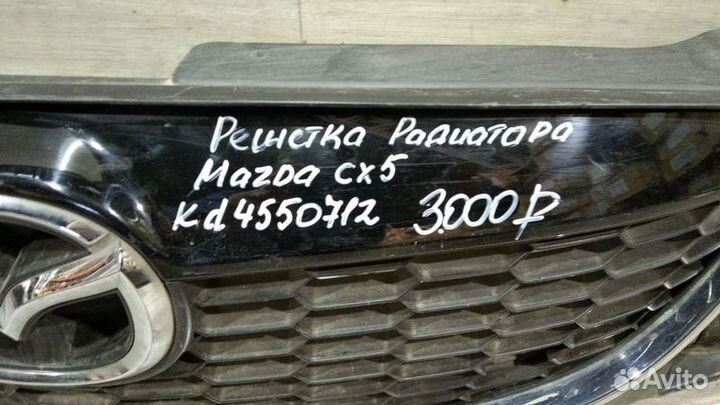 Решетка Радиатора
Mazda cx5
Kd4550712 3.000₽
Avito